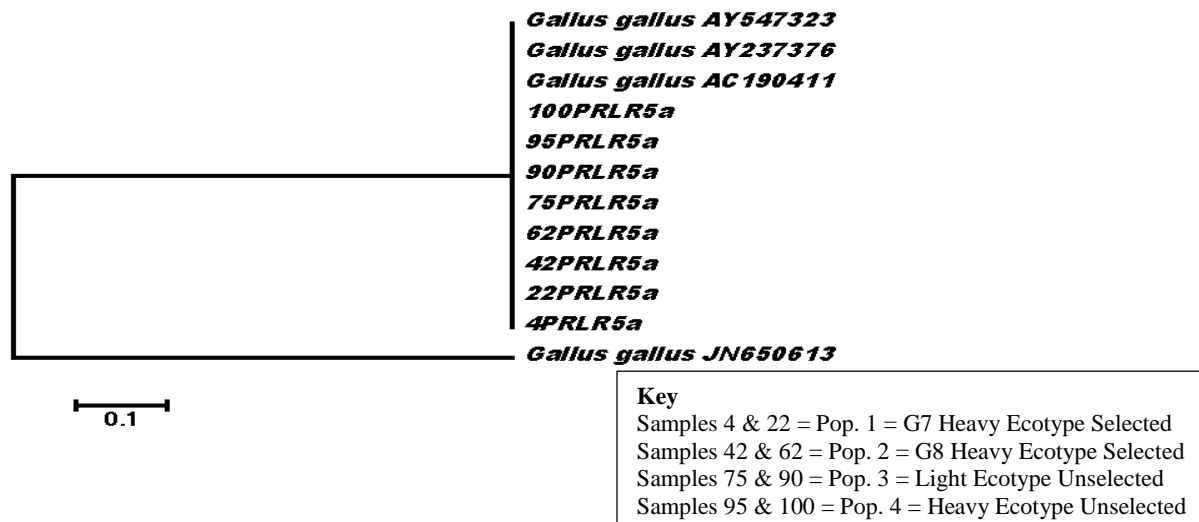 Gallus gallus AY547323
Gallus gallus AY237376
Gallus gallus AC190411
100PRLR5a
95PRLR5a
90PRLR5a
75PRLR5a
62PRLR5a
42PRLR5a
22PRLR5a
4PRLR5a
Gallus gallus JN650613
0.1
Key
Samples 4 & 22 = Pop. 1 = G7 Heavy Ecotype Selected
Samples 42 & 62 = Pop. 2 = G8 Heavy Ecotype Selected
Samples 75 & 90 = Pop. 3 = Light Ecotype Unselected
Samples 95 & 100 = Pop. 4 = Heavy Ecotype Unselected